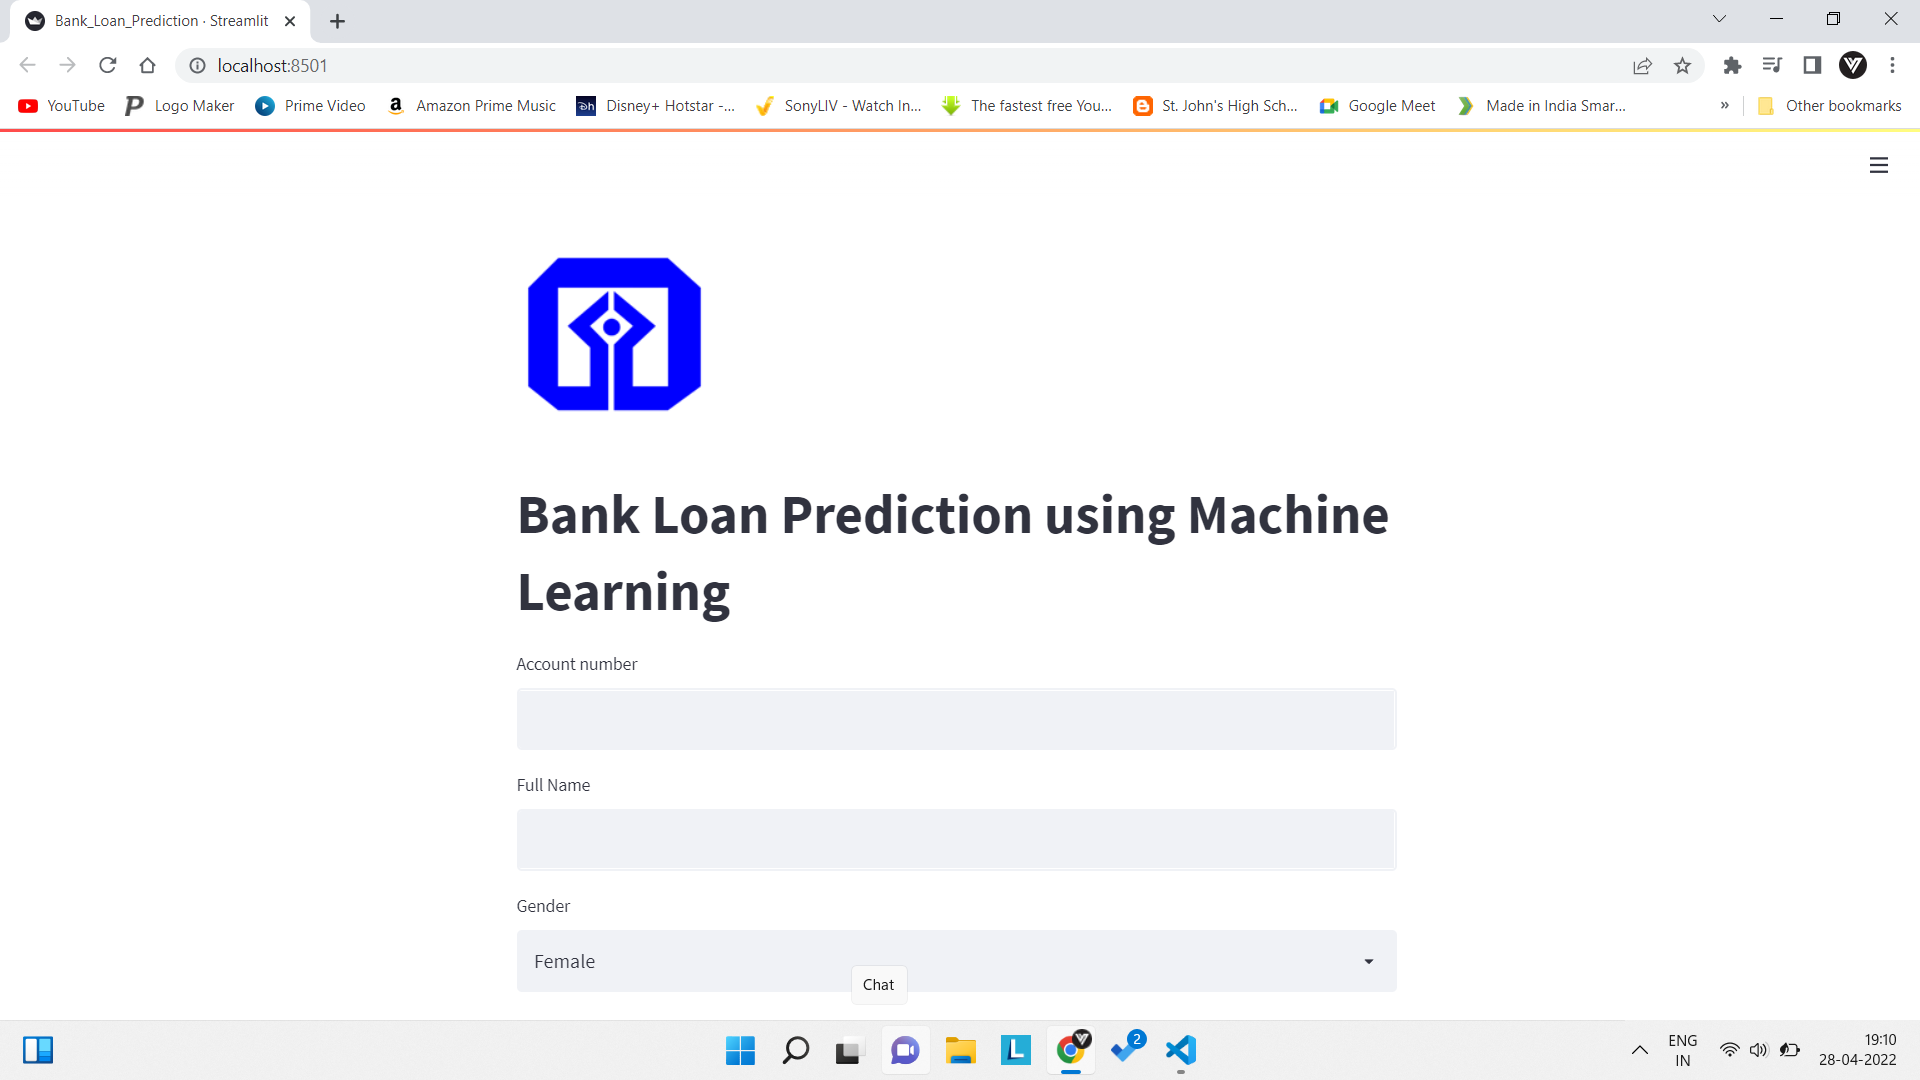 Bank_Loan_Prediction · Streamlit
localhost:8501
YouTube Logo Maker Prime Video Amazon Prime Music Disney+ Hotstar -... SonyLIV - Watch In... The fastest free You... St. John's High Sch... Google Meet Made in India Smar... » Other bookmarks
Bank Loan Prediction using Machine
Learning
Account number
Full Name
Gender
Female
Chat
2
ENG
IN
19:10
28-04-2022